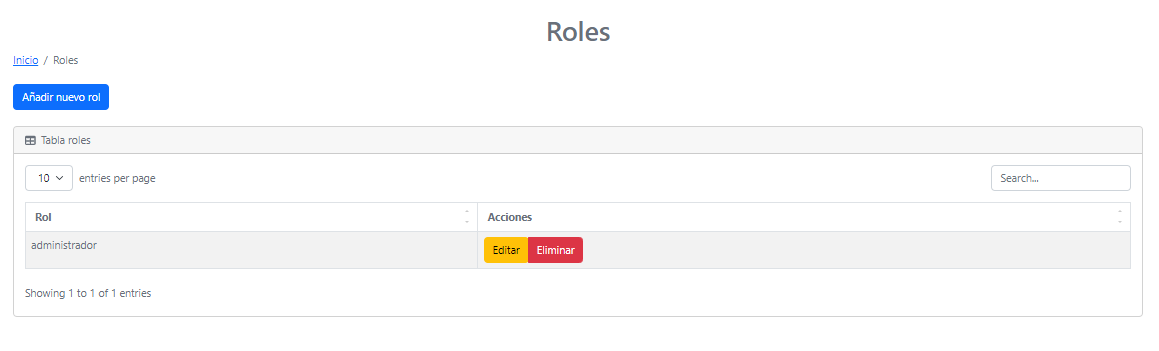 Roles
Inicio / Roles
Añadir nuevo rol
Tabla roles
10 entries per page Search...
Rol Acciones
administrador Editar Eliminar
Showing 1 to 1 of 1 entries